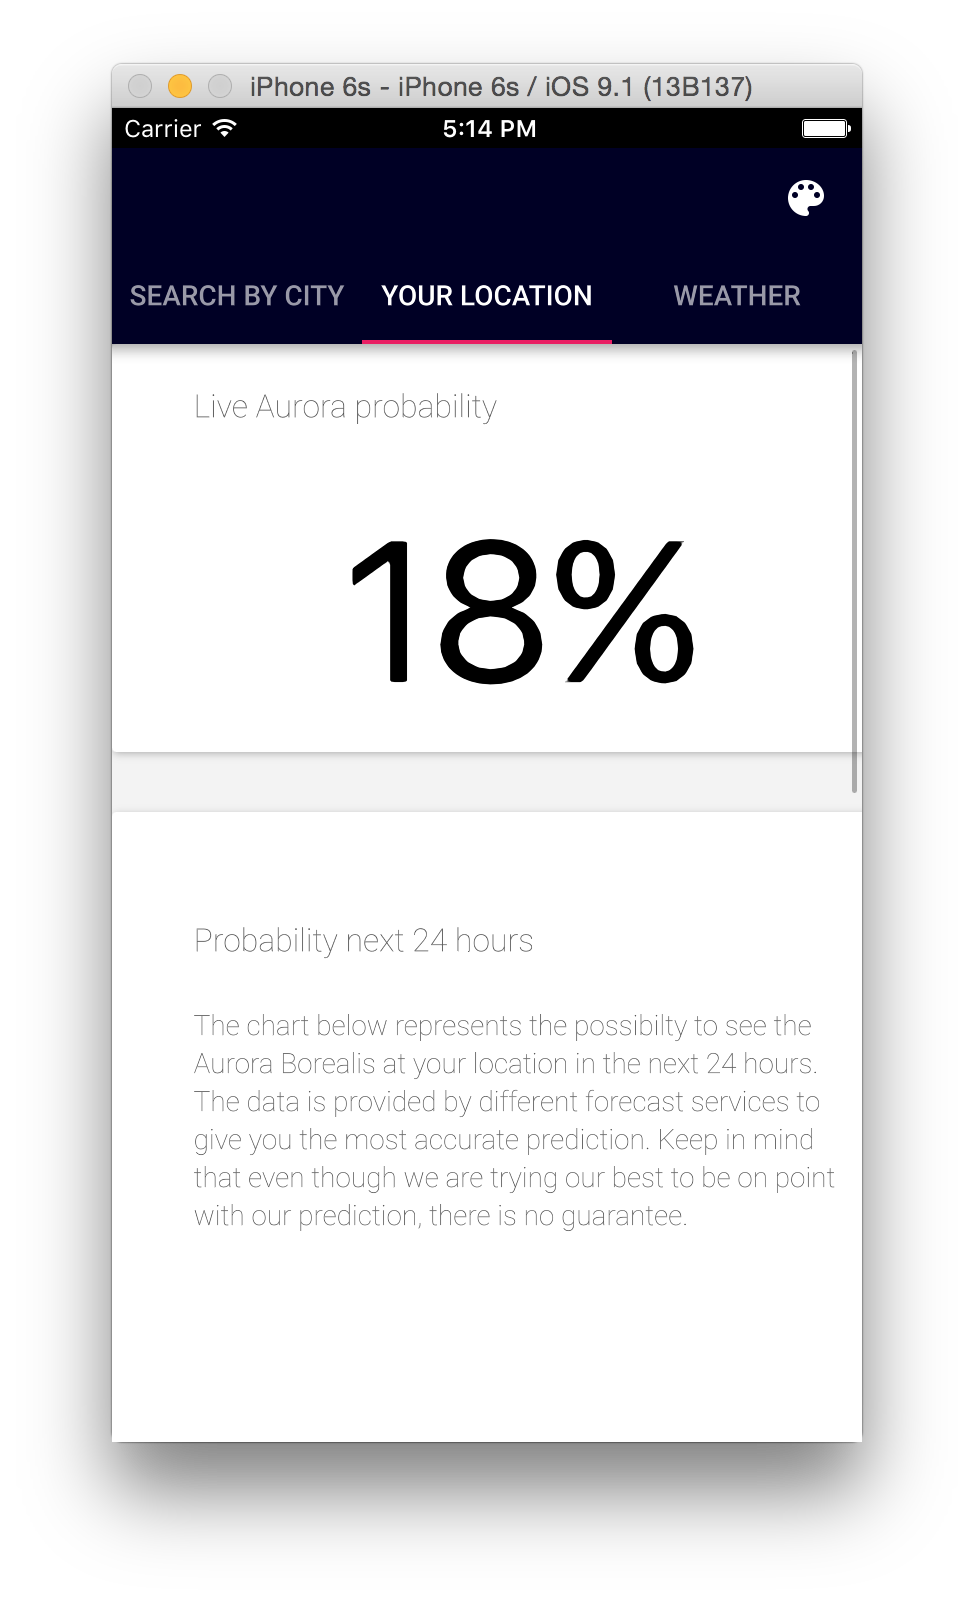 iPhone 6s - iPhone 6s / iOS 9.1 (13B137)
Carrier 5:14 PM
SEARCH BY CITY YOUR LOCATION WEATHER
Live Aurora probability
18%
Probability next 24 hours
The chart below represents the possibilty to see the
Aurora Borealis at your location in the next 24 hours.
The data is provided by different forecast services to
give you the most accurate prediction. Keep in mind
that even though we are trying our best to be on point
with our prediction, there is no guarantee.